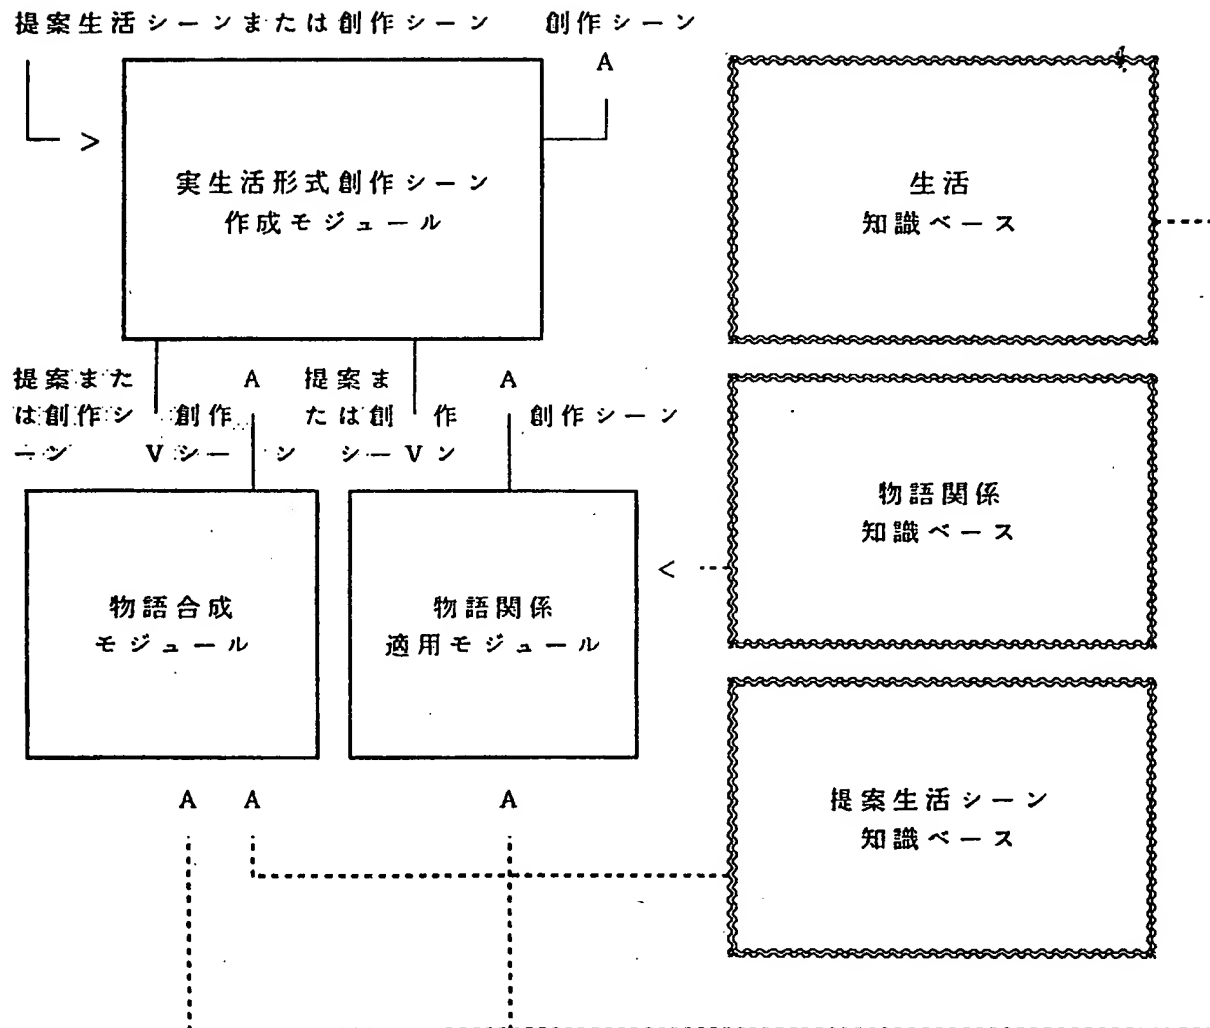 提案生活シーンまたは創作シーン
創作シーン
A
>
実生活形式創作シーン
作成モジュール
生活
知識ベース
提案また
は創作シ
ーン
V
A
創作
シーン
提案ま
たは創作
シーン
V
A
創作シーン
物語合成
モジュール
物語関係
適用モジュール
<
物語関係
知識ベース
A
A
A
提案生活シーン
知識ベース